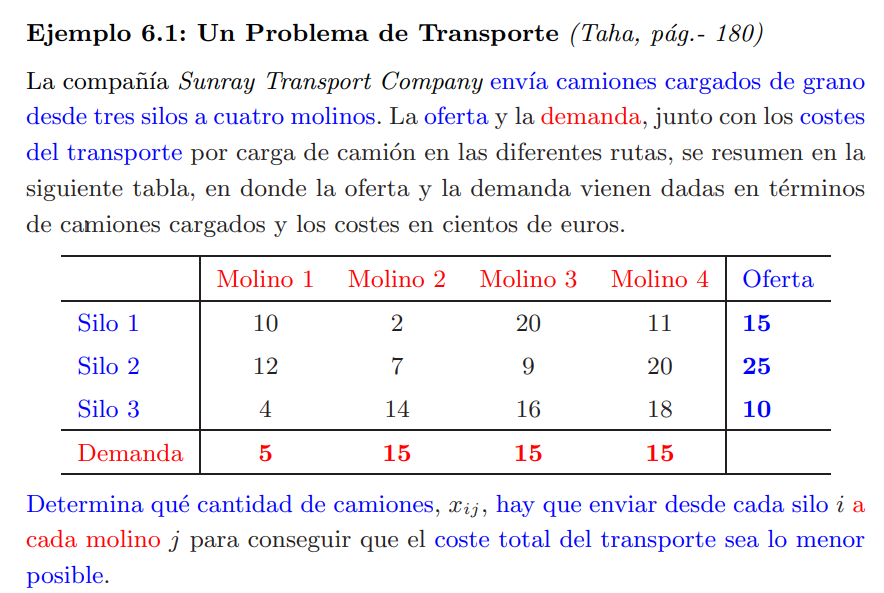 Ejemplo 6.1: Un Problema de Transporte (Taha, pág.- 180)
La compañía Sunray Transport Company envía camiones cargados de grano
desde tres silos a cuatro molinos. La oferta y la demanda, junto con los costes
del transporte por carga de camión en las diferentes rutas, se resumen en la
siguiente tabla, en donde la oferta y la demanda vienen dadas en términos
de camiones cargados y los costes en cientos de euros.
Molino 1 Molino 2 Molino 3 Molino 4 Oferta
Silo 1 10 2 20 11 15
Silo 2 12 7 9 20 25
Silo 3 4 14 16 18 10
Demanda 5 15 15 15
Determina qué cantidad de camiones, xij, hay que enviar desde cada silo i a
cada molino j para conseguir que el coste total del transporte sea lo menor
posible.